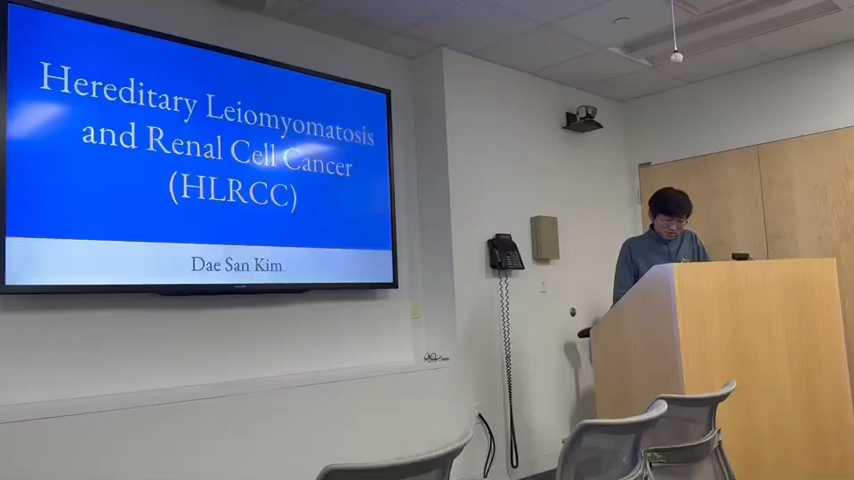 Hereditary Leiomyomatosis
and Renal Cell Cancer
(HLRCC)
Dae San Kim